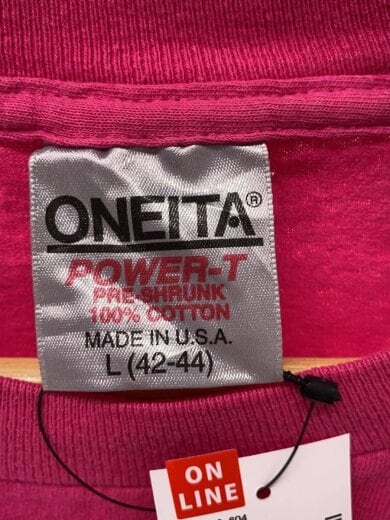 ONEITA®
POWER-T
PRE-SHRUNK
100% COTTON
MADE IN U.S.A.
L (42-44)
ON
LINE